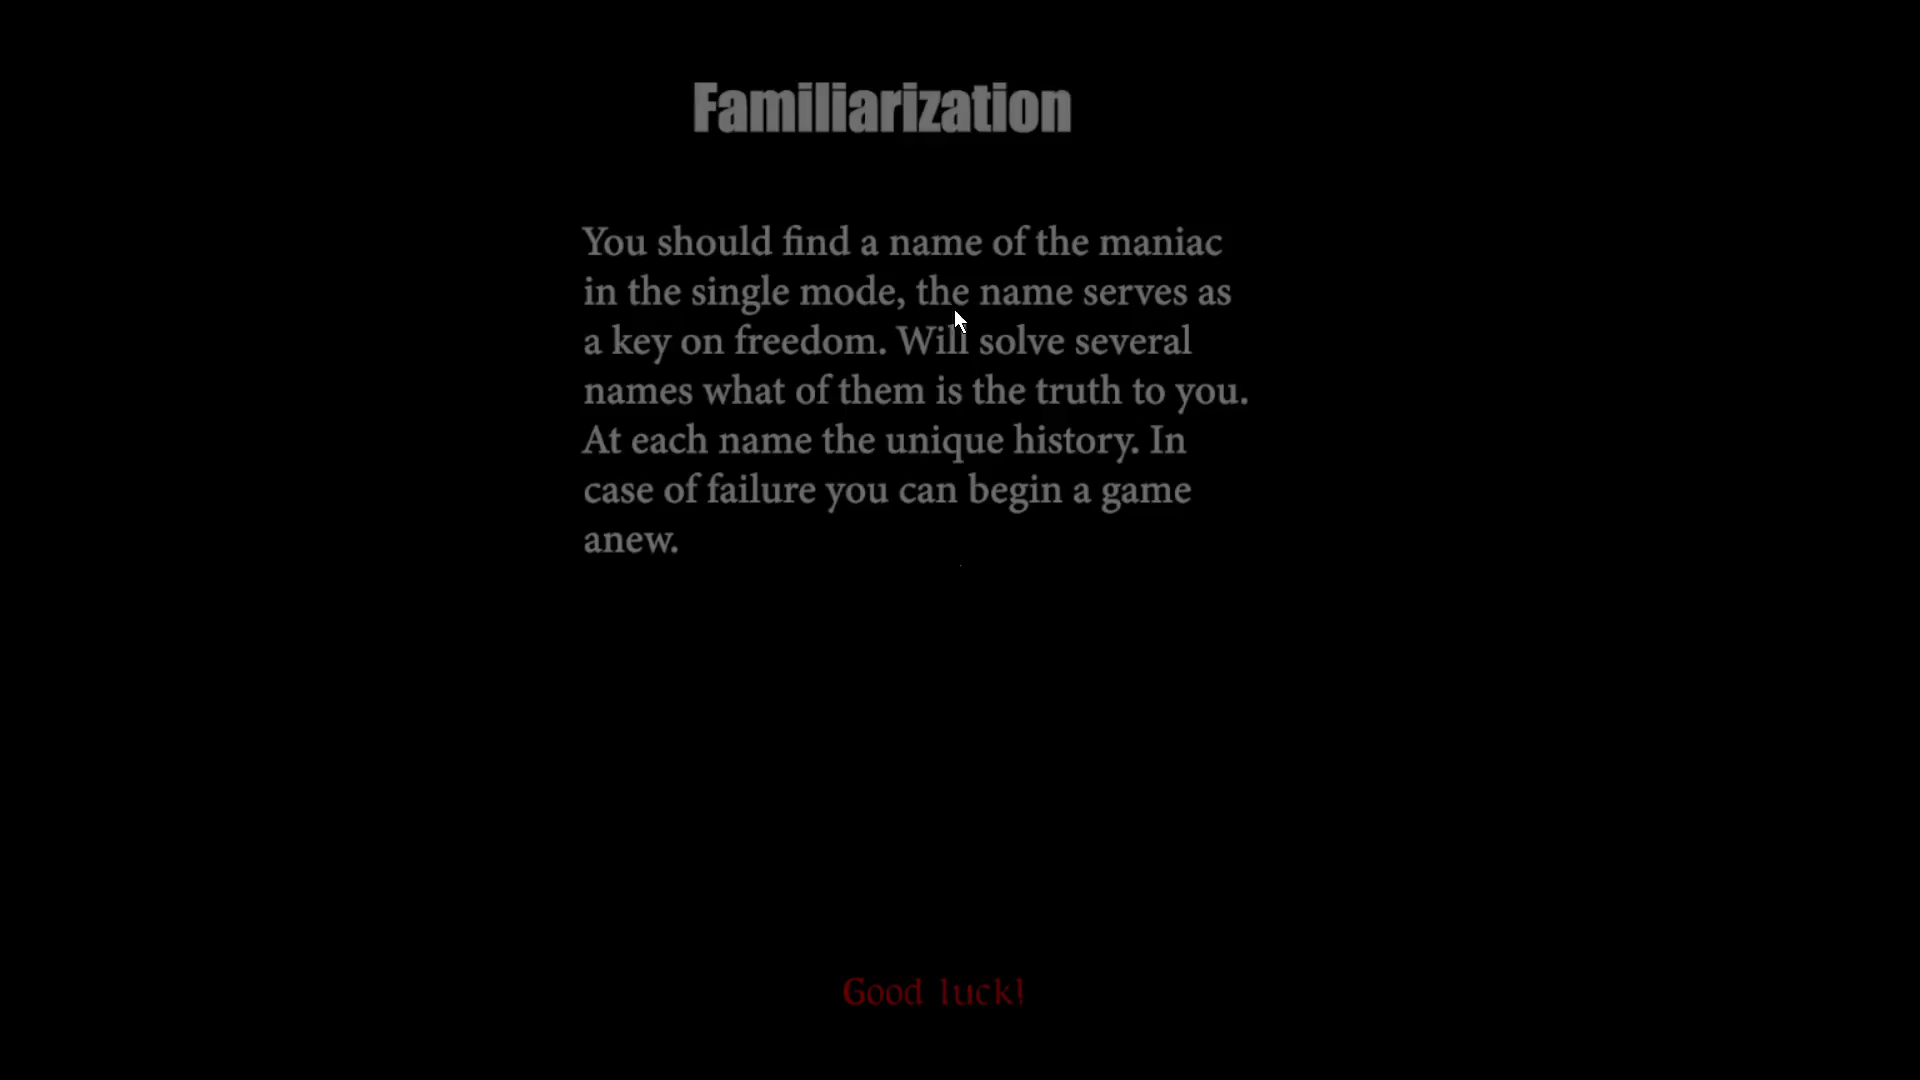 Familiarization
You should find a name of the maniac
in the single mode, the name serves as
a key on freedom. Will solve several
names what of them is the truth to you.
At each name the unique history. In
case of failure you can begin a game
anew.
Good luck!